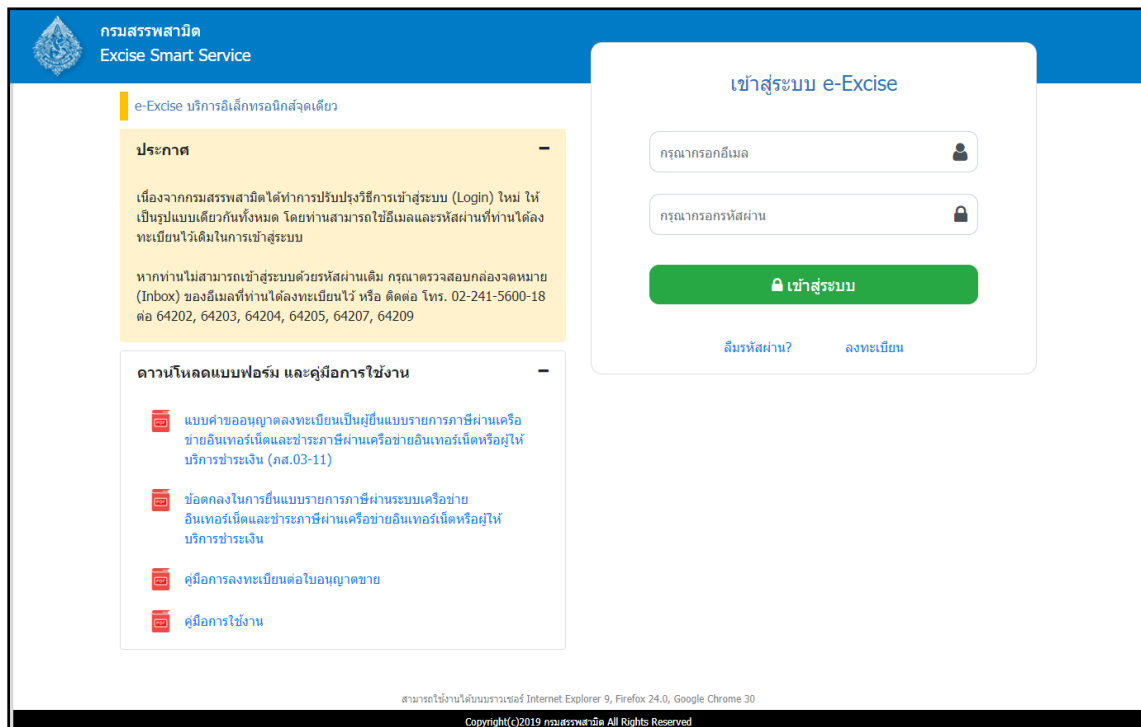 กรมสรรพสามิต
Excise Smart Service
e-Excise บริการอิเล็กทรอนิกส์จุดเดียว
ประกาศ
เนื่องจากกรมสรรพสามิตได้ทำการปรับปรุงวิธีการเข้าสู่ระบบ (Login) ใหม่ ให้
เป็นรูปแบบเดียวกันทั้งหมด โดยท่านสามารถใช้อีเมลและรหัสผ่านที่ท่านได้ลง
ทะเบียนไว้เดิมในการเข้าสู่ระบบ
หากท่านไม่สามารถเข้าสู่ระบบด้วยรหัสผ่านเดิม กรุณาตรวจสอบกล่องจดหมาย
(Inbox) ของอีเมลที่ท่านได้ลงทะเบียนไว้ หรือ ติดต่อ โทร. 02-241-5600-18
ต่อ 64202, 64203, 64204, 64205, 64207, 64209
ดาวน์โหลดแบบฟอร์ม และคู่มือการใช้งาน
แบบคำขออนุญาตลงทะเบียนเป็นผู้ยื่นแบบรายการภาษีผ่านเครือ
ข่ายอินเทอร์เน็ตและชำระภาษีผ่านเครือข่ายอินเทอร์เน็ตหรือผู้ให้
บริการชำระเงิน (ภส.03-11)
ข้อตกลงในการยื่นแบบรายการภาษีผ่านระบบเครือข่าย
อินเทอร์เน็ตและชำระภาษีผ่านเครือข่ายอินเทอร์เน็ตหรือผู้ให้
บริการชำระเงิน
คู่มือการลงทะเบียนต่อใบอนุญาตขาย
คู่มือการใช้งาน
เข้าสู่ระบบ e-Excise
กรุณากรอกอีเมล
กรุณากรอกรหัสผ่าน
เข้าสู่ระบบ
ลืมรหัสผ่าน? ลงทะเบียน
สามารถใช้งานได้บนบราวเซอร์ Internet Explorer 9, Firefox 24.0, Google Chrome 30
Copyright(c)2019 กรมสรรพสามิต All Rights Reserved